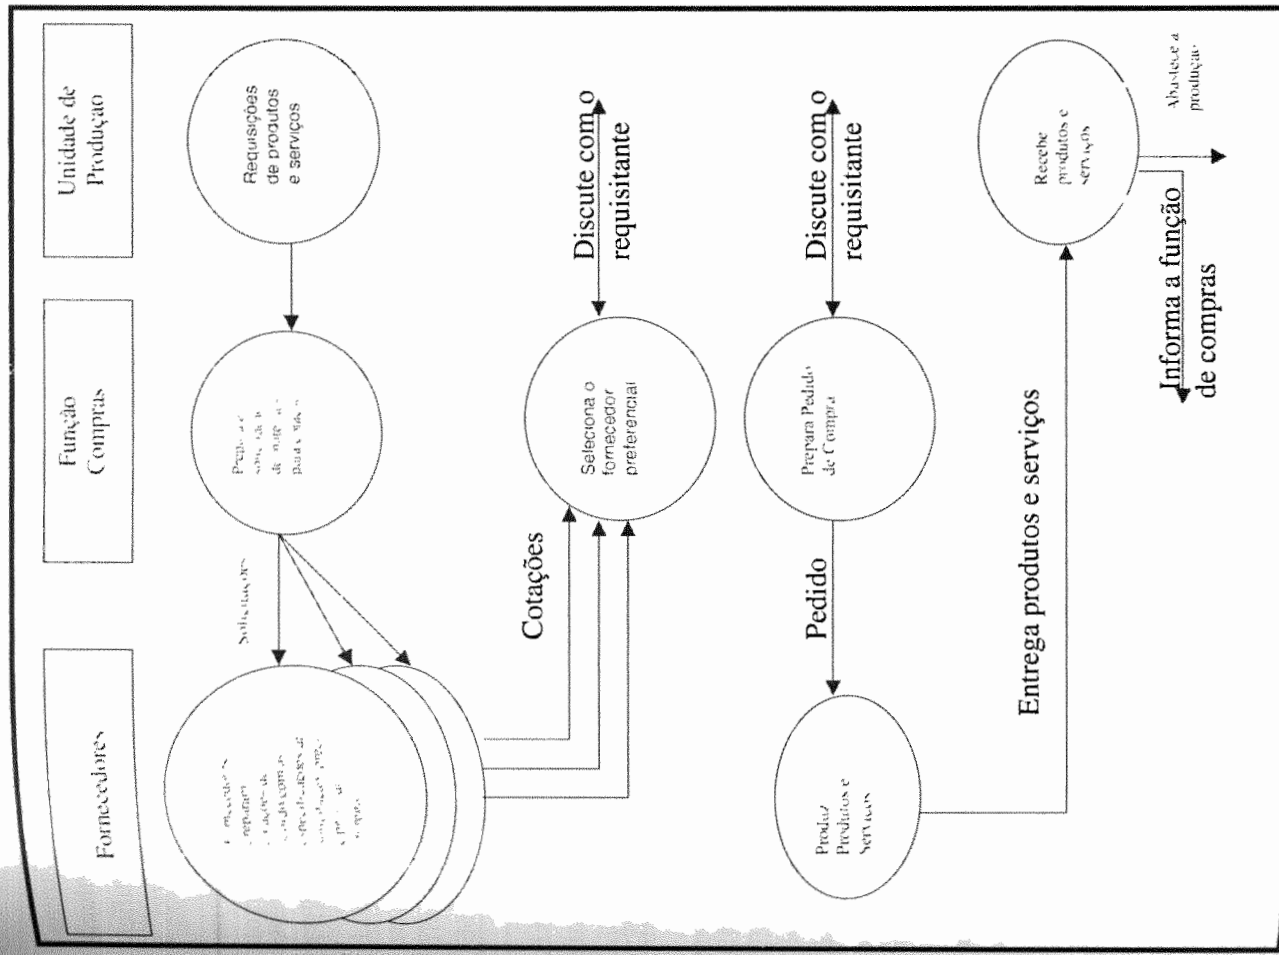 Fornecedores
Função
Compras
Unidade de
Produção
Solicitações
Requisições
de produtos
e serviços
Cotações
Seleciona o
fornecedor
preferencial
Discute com o
requisitante
Produz
Produtos e
Serviços
Pedido
Prepara Pedido
de Compra
Discute com o
requisitante
Entrega produtos e serviços
Recebe
produtos e
serviços
Informa a função
de compras
Abastece a
produção